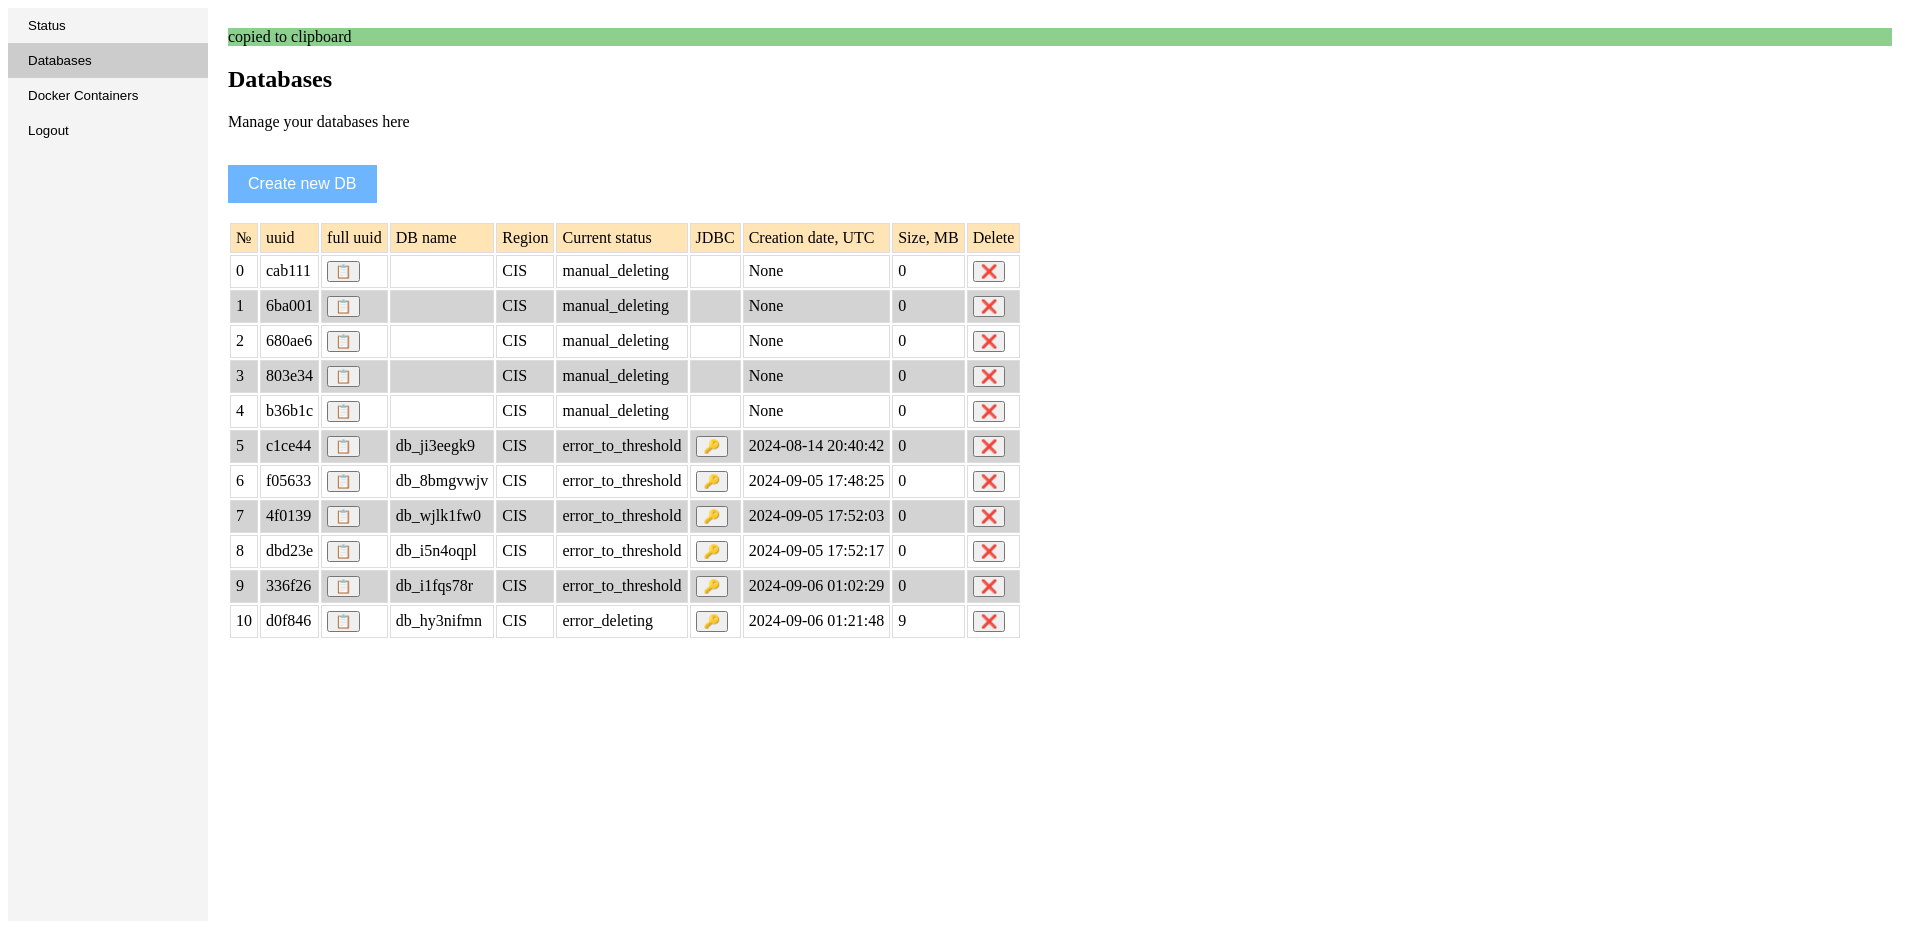 Status
Databases
Docker Containers
Logout
copied to clipboard
Databases
Manage your databases here
Create new DB
№ uuid full uuid DB name Region Current status JDBC Creation date, UTC Size, MB Delete
0 cab111 CIS manual_deleting None 0
1 6ba001 CIS manual_deleting None 0
2 680ae6 CIS manual_deleting None 0
3 803e34 CIS manual_deleting None 0
4 b36b1c CIS manual_deleting None 0
5 c1ce44 db_ji3eegk9 CIS error_to_threshold 2024-08-14 20:40:42 0
6 f05633 db_8bmgvwjv CIS error_to_threshold 2024-09-05 17:48:25 0
7 4f0139 db_wjlk1fw0 CIS error_to_threshold 2024-09-05 17:52:03 0
8 dbd23e db_i5n4oqpl CIS error_to_threshold 2024-09-05 17:52:17 0
9 336f26 db_i1fqs78r CIS error_to_threshold 2024-09-06 01:02:29 0
10 d0f846 db_hy3nifmn CIS error_deleting 2024-09-06 01:21:48 9